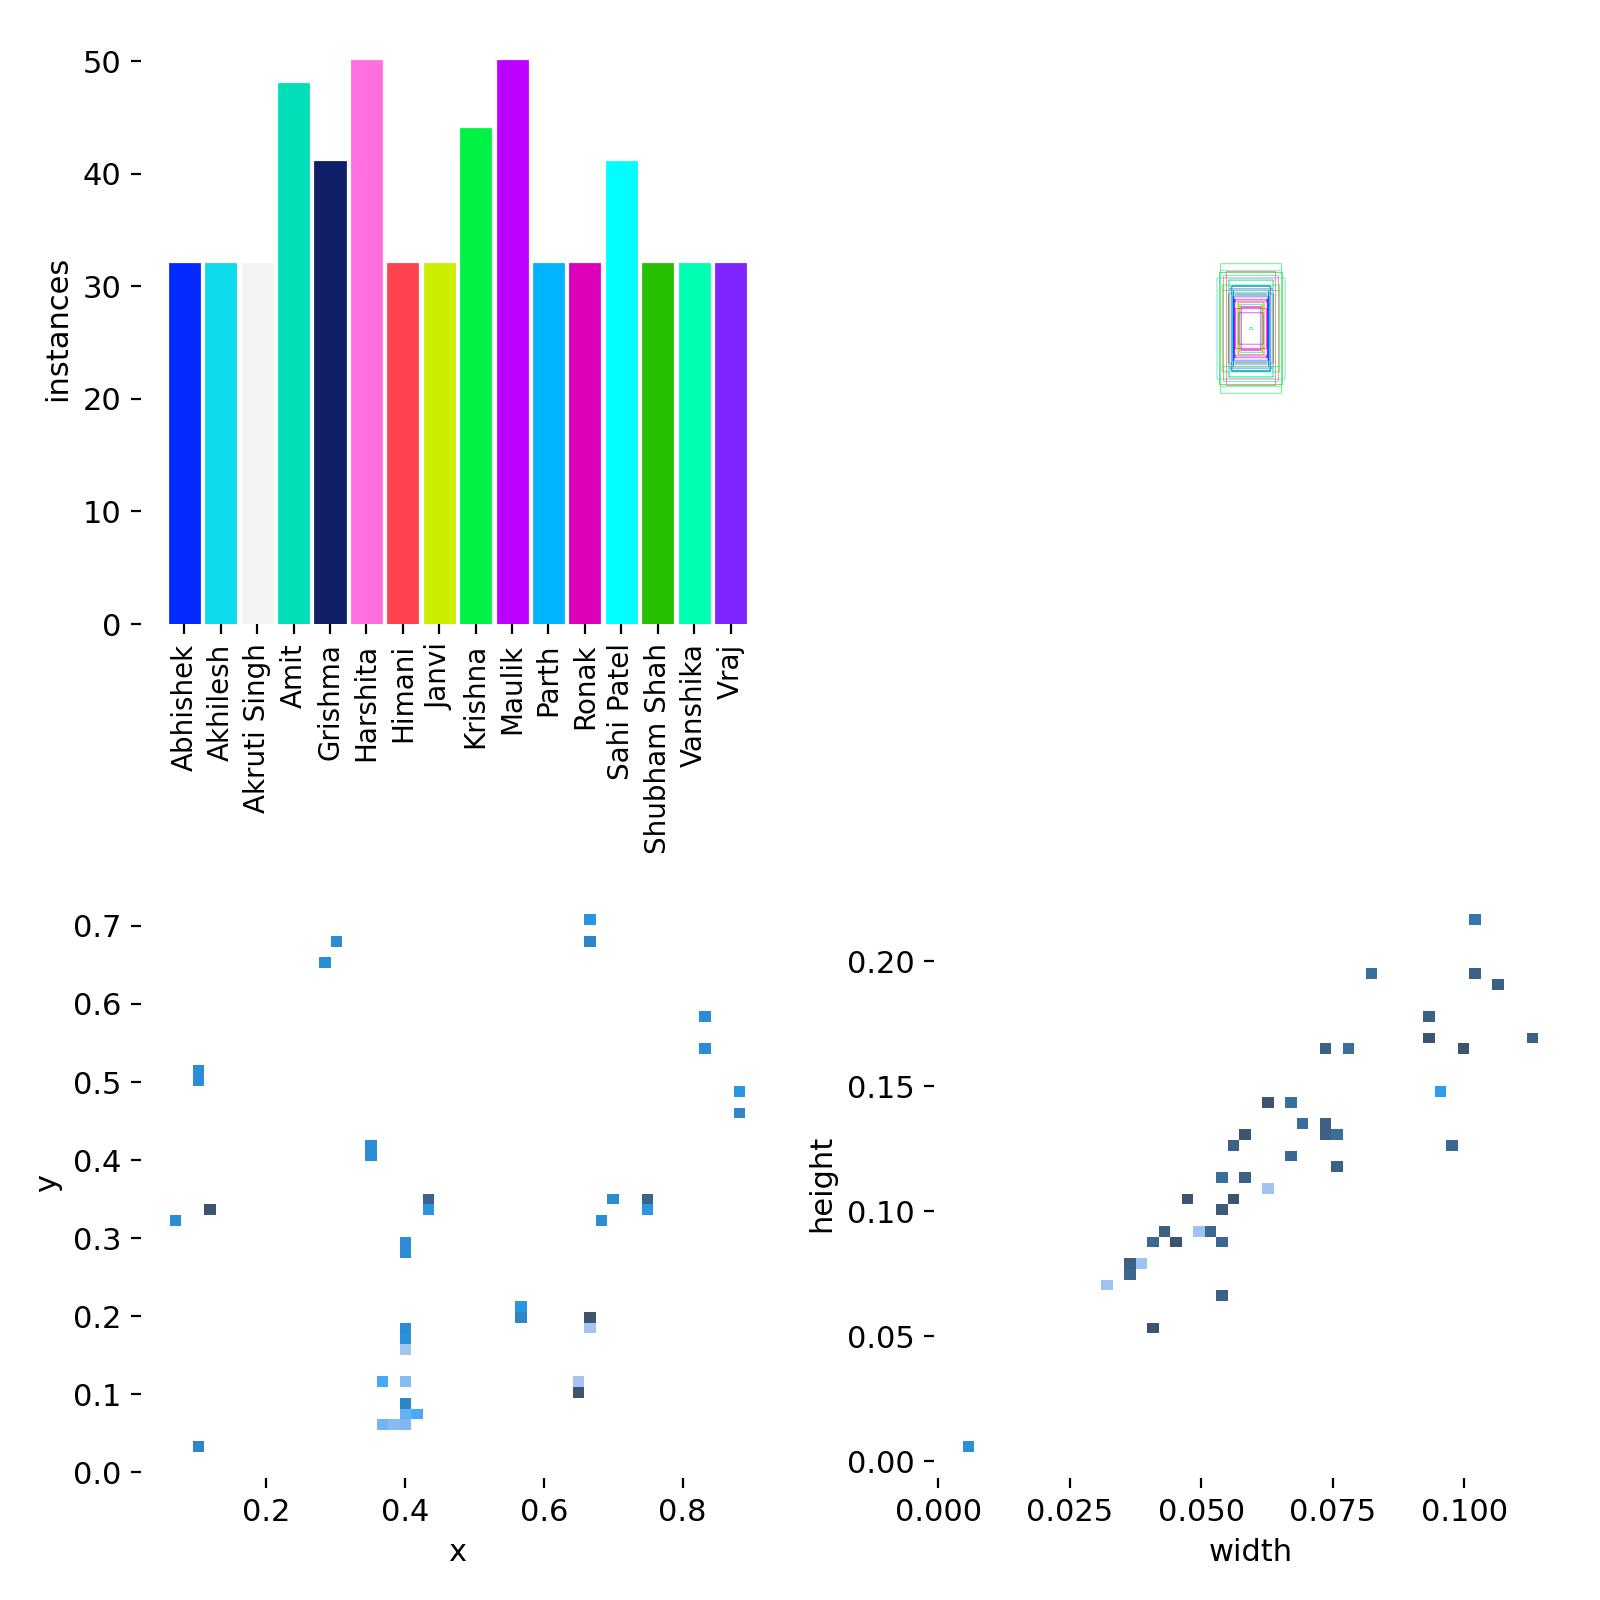 50
40
30
20
10
0
instances
Abhishek
Akhilesh
Akruti Singh
Amit
Grishma
Harshita
Himani
Janvi
Krishna
Maulik
Parth
Ronak
Sahi Patel
Shubham Shah
Vanshika
Vraj
0.7
0.6
0.5
0.4
0.3
0.2
0.1
0.0
y
0.2 0.4 0.6 0.8
x
0.20
0.15
0.10
0.05
0.00
height
0.000 0.025 0.050 0.075 0.100
width